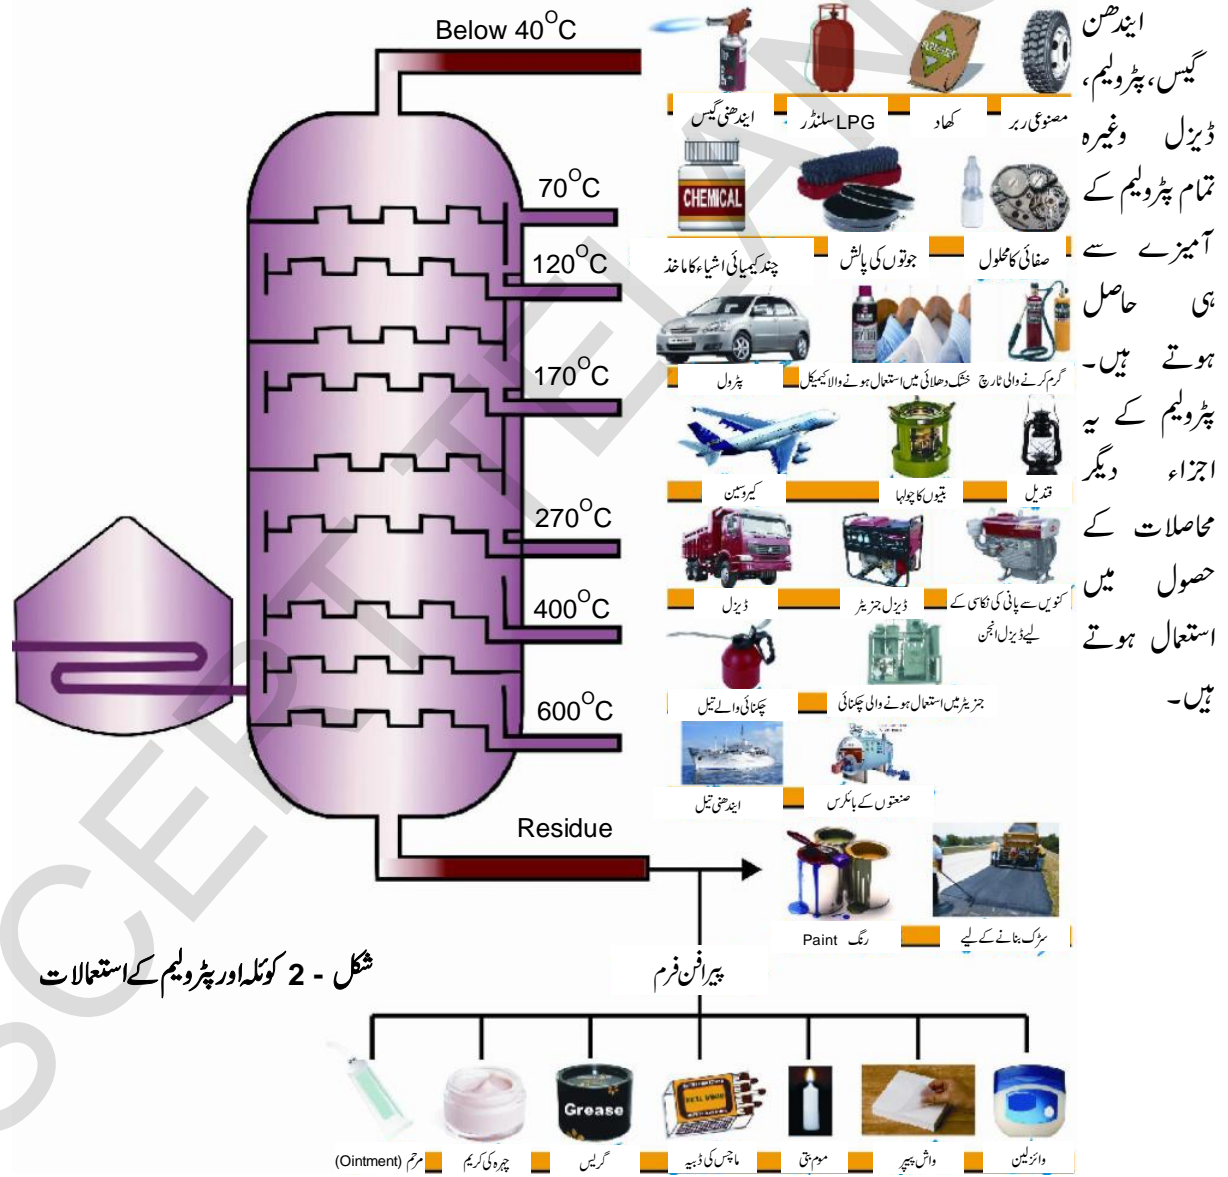 Below 40°C
ایندھن
گیس، پٹرولیم،
ڈیزل وغیرہ
تمام پٹرولیم کے
آمیزے سے
ہی حاصل
ہوتے ہیں۔
پٹرولیم کے یہ
اجزاء دیگر
محاصلات کے
حصول میں
استعمال ہوتے
ہیں۔
مصنوعی ربر
کھاد
LPG سلنڈر
ایندھنی گیس
70°C
CHEMICAL
صفائی کا محلول
جوتوں کی پالش
چند کیمیائی اشیاء کا ماخذ
120°C
گرم کرنے والی ٹارچ
خشک دھلائی میں استعمال ہونے والا کیمیکل
پٹرول
170°C
قندیل
بتیوں کا چولہا
کیروسین
270°C
کنویں سے پانی کی نکاسی کے
لیے ڈیزل انجن
ڈیزل جنریٹر
ڈیزل
400°C
جنریٹر میں استعمال ہونے والی چکنائی
چکنائی والے تیل
600°C
صنعتوں کے بائلرس
ایندھنی تیل
Residue
سڑک بنانے کے لیے
رنگ Paint
پیرافن فرم
شکل - 2 کوئلہ اور پٹرولیم کے استعمالات
Grease
وائزلین
واش پیپر
موم بتی
ماچس کی ڈبیہ
گریس
چہرہ کی کریم
مرہم (Ointment)
SCERT TELANG